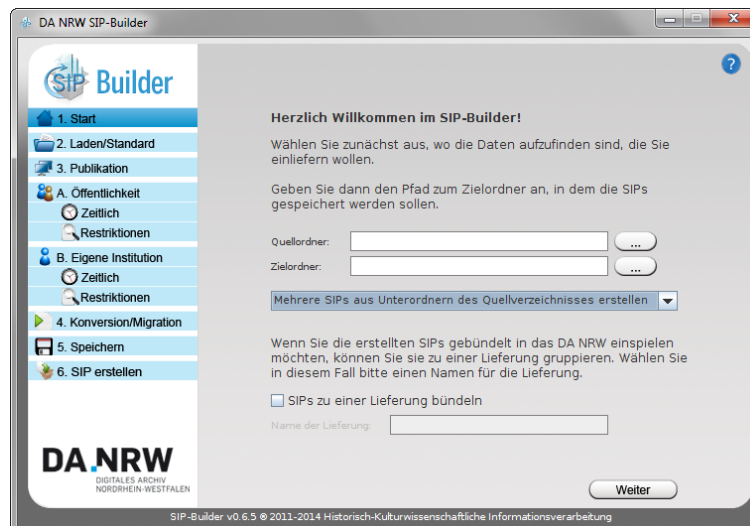 DA NRW SIP-Builder
SIP Builder
1. Start
2. Laden/Standard
3. Publikation
A. Öffentlichkeit
Zeitlich
Restriktionen
B. Eigene Institution
Zeitlich
Restriktionen
4. Konversion/Migration
5. Speichern
6. SIP erstellen
DA.NRW
DIGITALES ARCHIV
NORDRHEIN-WESTFALEN
?
Herzlich Willkommen im SIP-Builder!
Wählen Sie zunächst aus, wo die Daten aufzufinden sind, die Sie
einliefern wollen.
Geben Sie dann den Pfad zum Zielordner an, in dem die SIPs
gespeichert werden sollen.
Quellordner: ...
Zielordner: ...
Mehrere SIPs aus Unterordnern des Quellverzeichnisses erstellen
Wenn Sie die erstellten SIPs gebündelt in das DA NRW einspielen
möchten, können Sie sie zu einer Lieferung gruppieren. Wählen Sie
in diesem Fall bitte einen Namen für die Lieferung.
SIPs zu einer Lieferung bündeln
Name der Lieferung:
Weiter
SIP-Builder v0.6.5 © 2011-2014 Historisch-Kulturwissenschaftliche Informationsverarbeitung